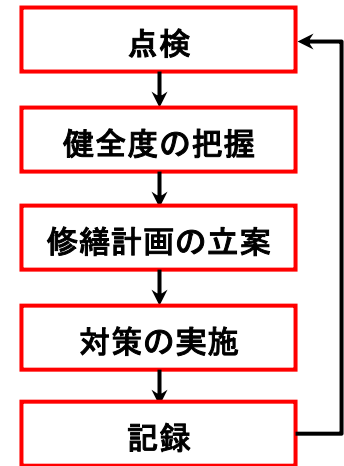 点検
健全度の把握
修繕計画の立案
対策の実施
記録